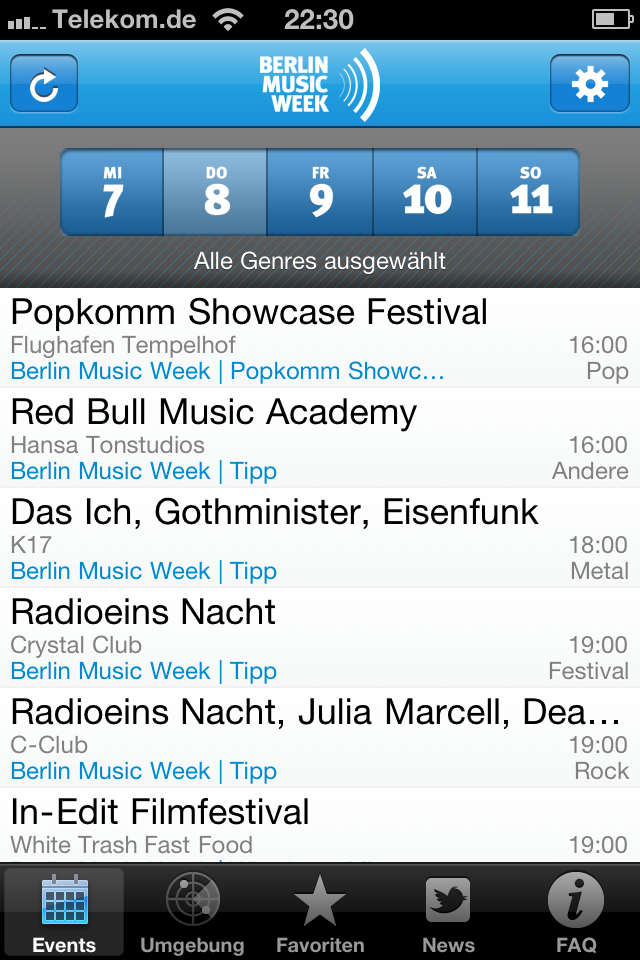 Telekom.de 22:30
BERLIN
MUSIC
WEEK
MI DO FR SA SO
7 8 9 10 11
Alle Genres ausgewählt
Popkomm Showcase Festival
Flughafen Tempelhof 16:00
Berlin Music Week | Popkomm Showc... Pop
Red Bull Music Academy
Hansa Tonstudios 16:00
Berlin Music Week | Tipp Andere
Das Ich, Gothminister, Eisenfunk
K17 18:00
Berlin Music Week | Tipp Metal
Radioeins Nacht
Crystal Club 19:00
Berlin Music Week | Tipp Festival
Radioeins Nacht, Julia Marcell, Dea...
C-Club 19:00
Berlin Music Week | Tipp Rock
In-Edit Filmfestival
White Trash Fast Food 19:00
Events Umgebung Favoriten News FAQ